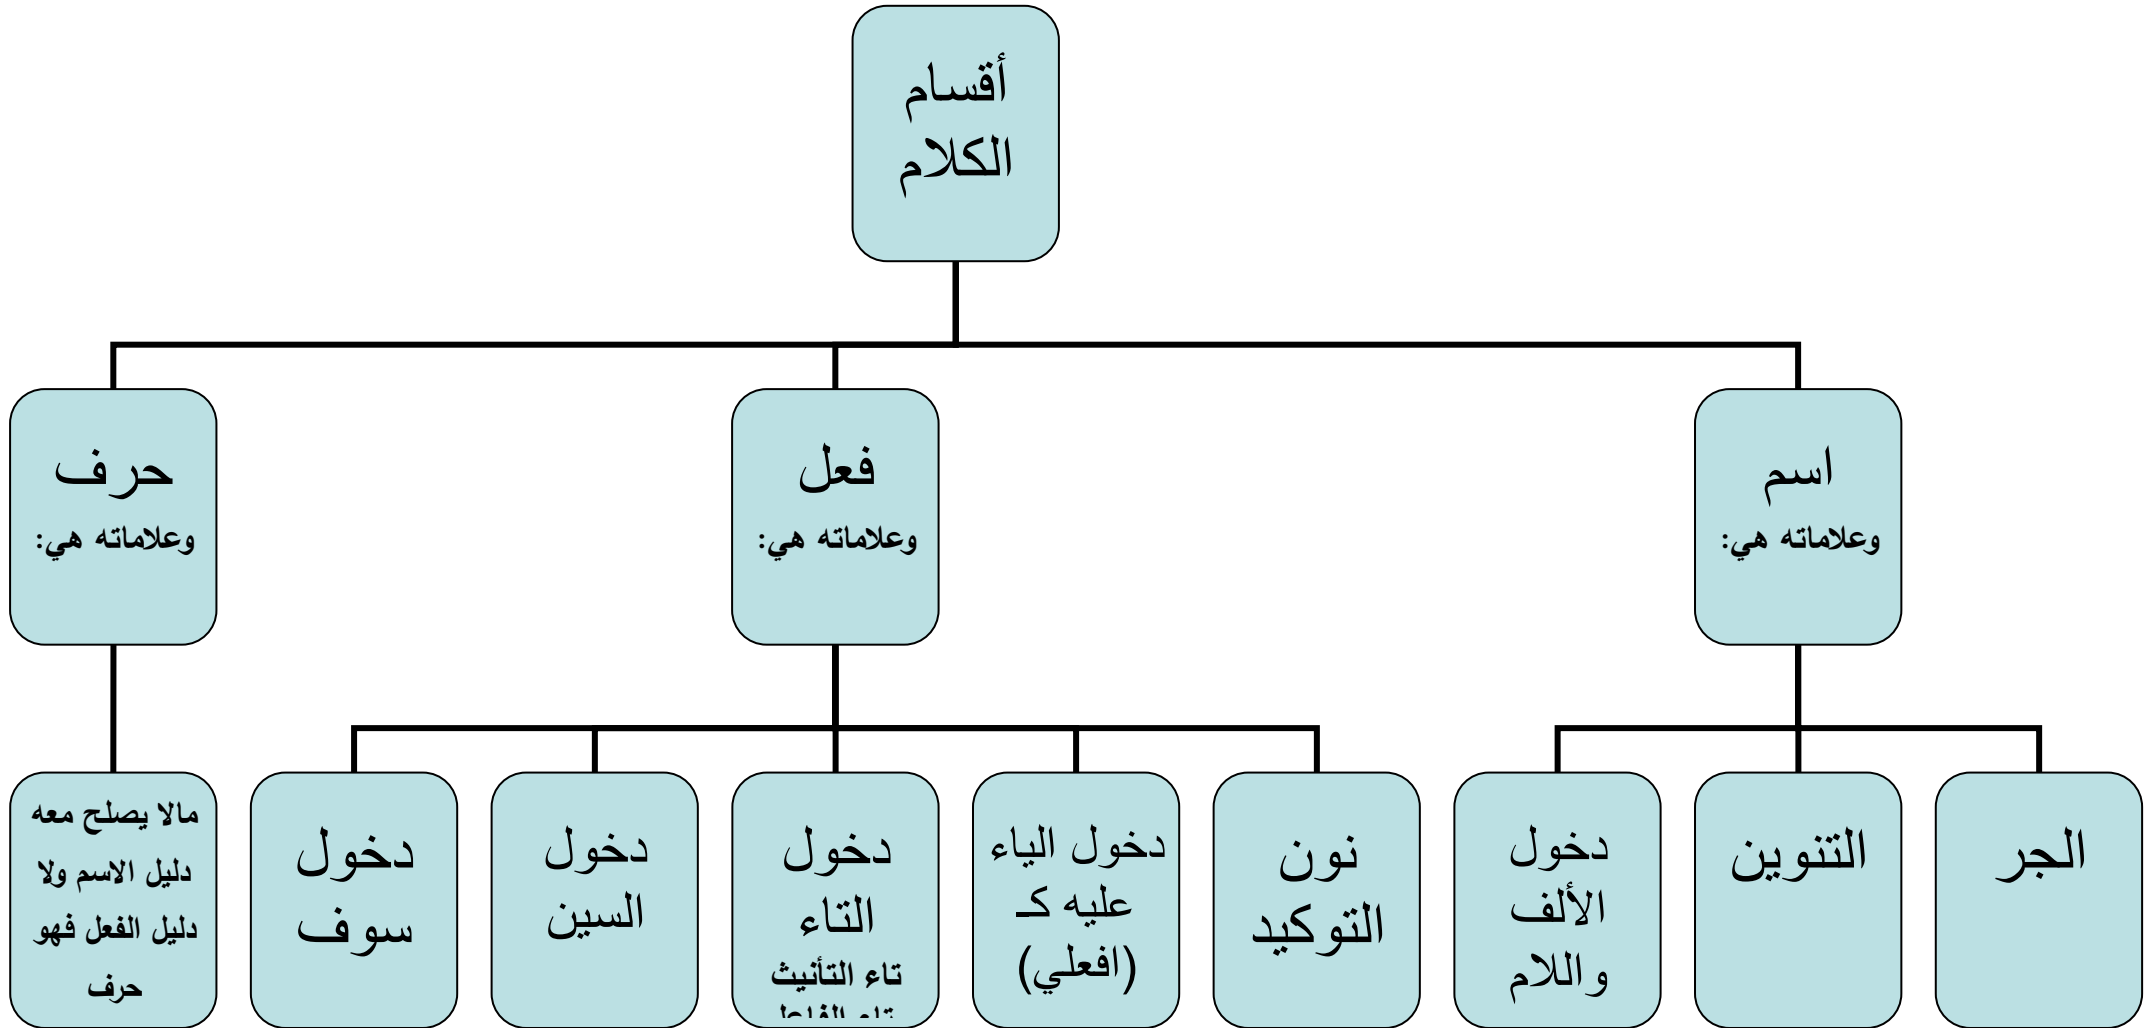 أقسام
الكلام
اسم
وعلاماته هي:
فعل
وعلاماته هي:
حرف
وعلاماته هي:
الجر
التنوين
دخول
الألف
واللام
نون
التوكيد
دخول الياء
عليه كـ
(افعلي)
دخول
التاء
تاء التأنيث
تاء الفاعل
دخول
السين
دخول
سوف
مالا يصلح معه
دليل الاسم ولا
دليل الفعل فهو
حرف